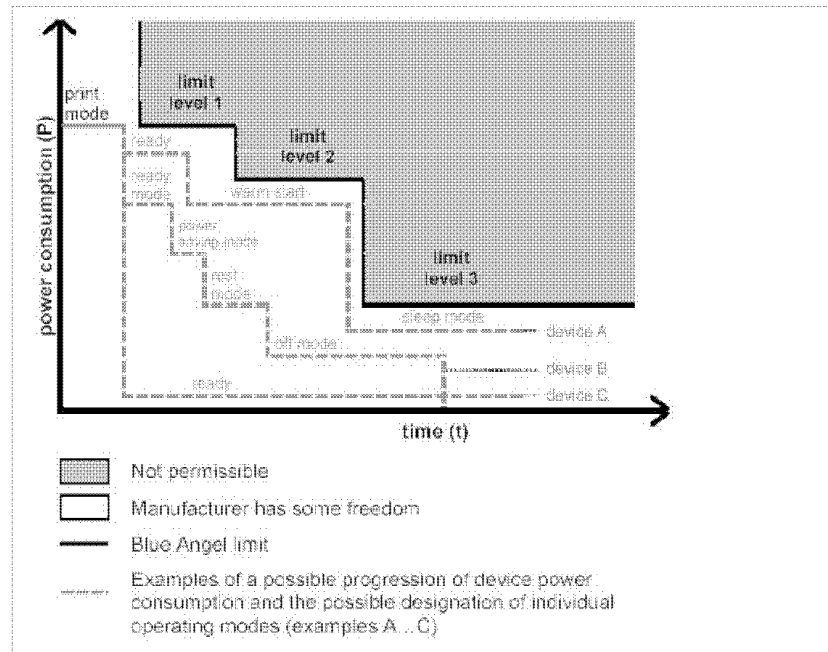 print
mode
limit
level 1
ready
limit
level 2
ready
mode
warm start
power
saving mode
limit
level 3
rest
mode
sleep mode
device A
off mode
device B
ready
device C
power consumption (P)
time (t)
Not permissible
Manufacturer has some freedom
Blue Angel limit
Examples of a possible progression of device power
consumption and the possible designation of individual
operating modes (examples A...C)